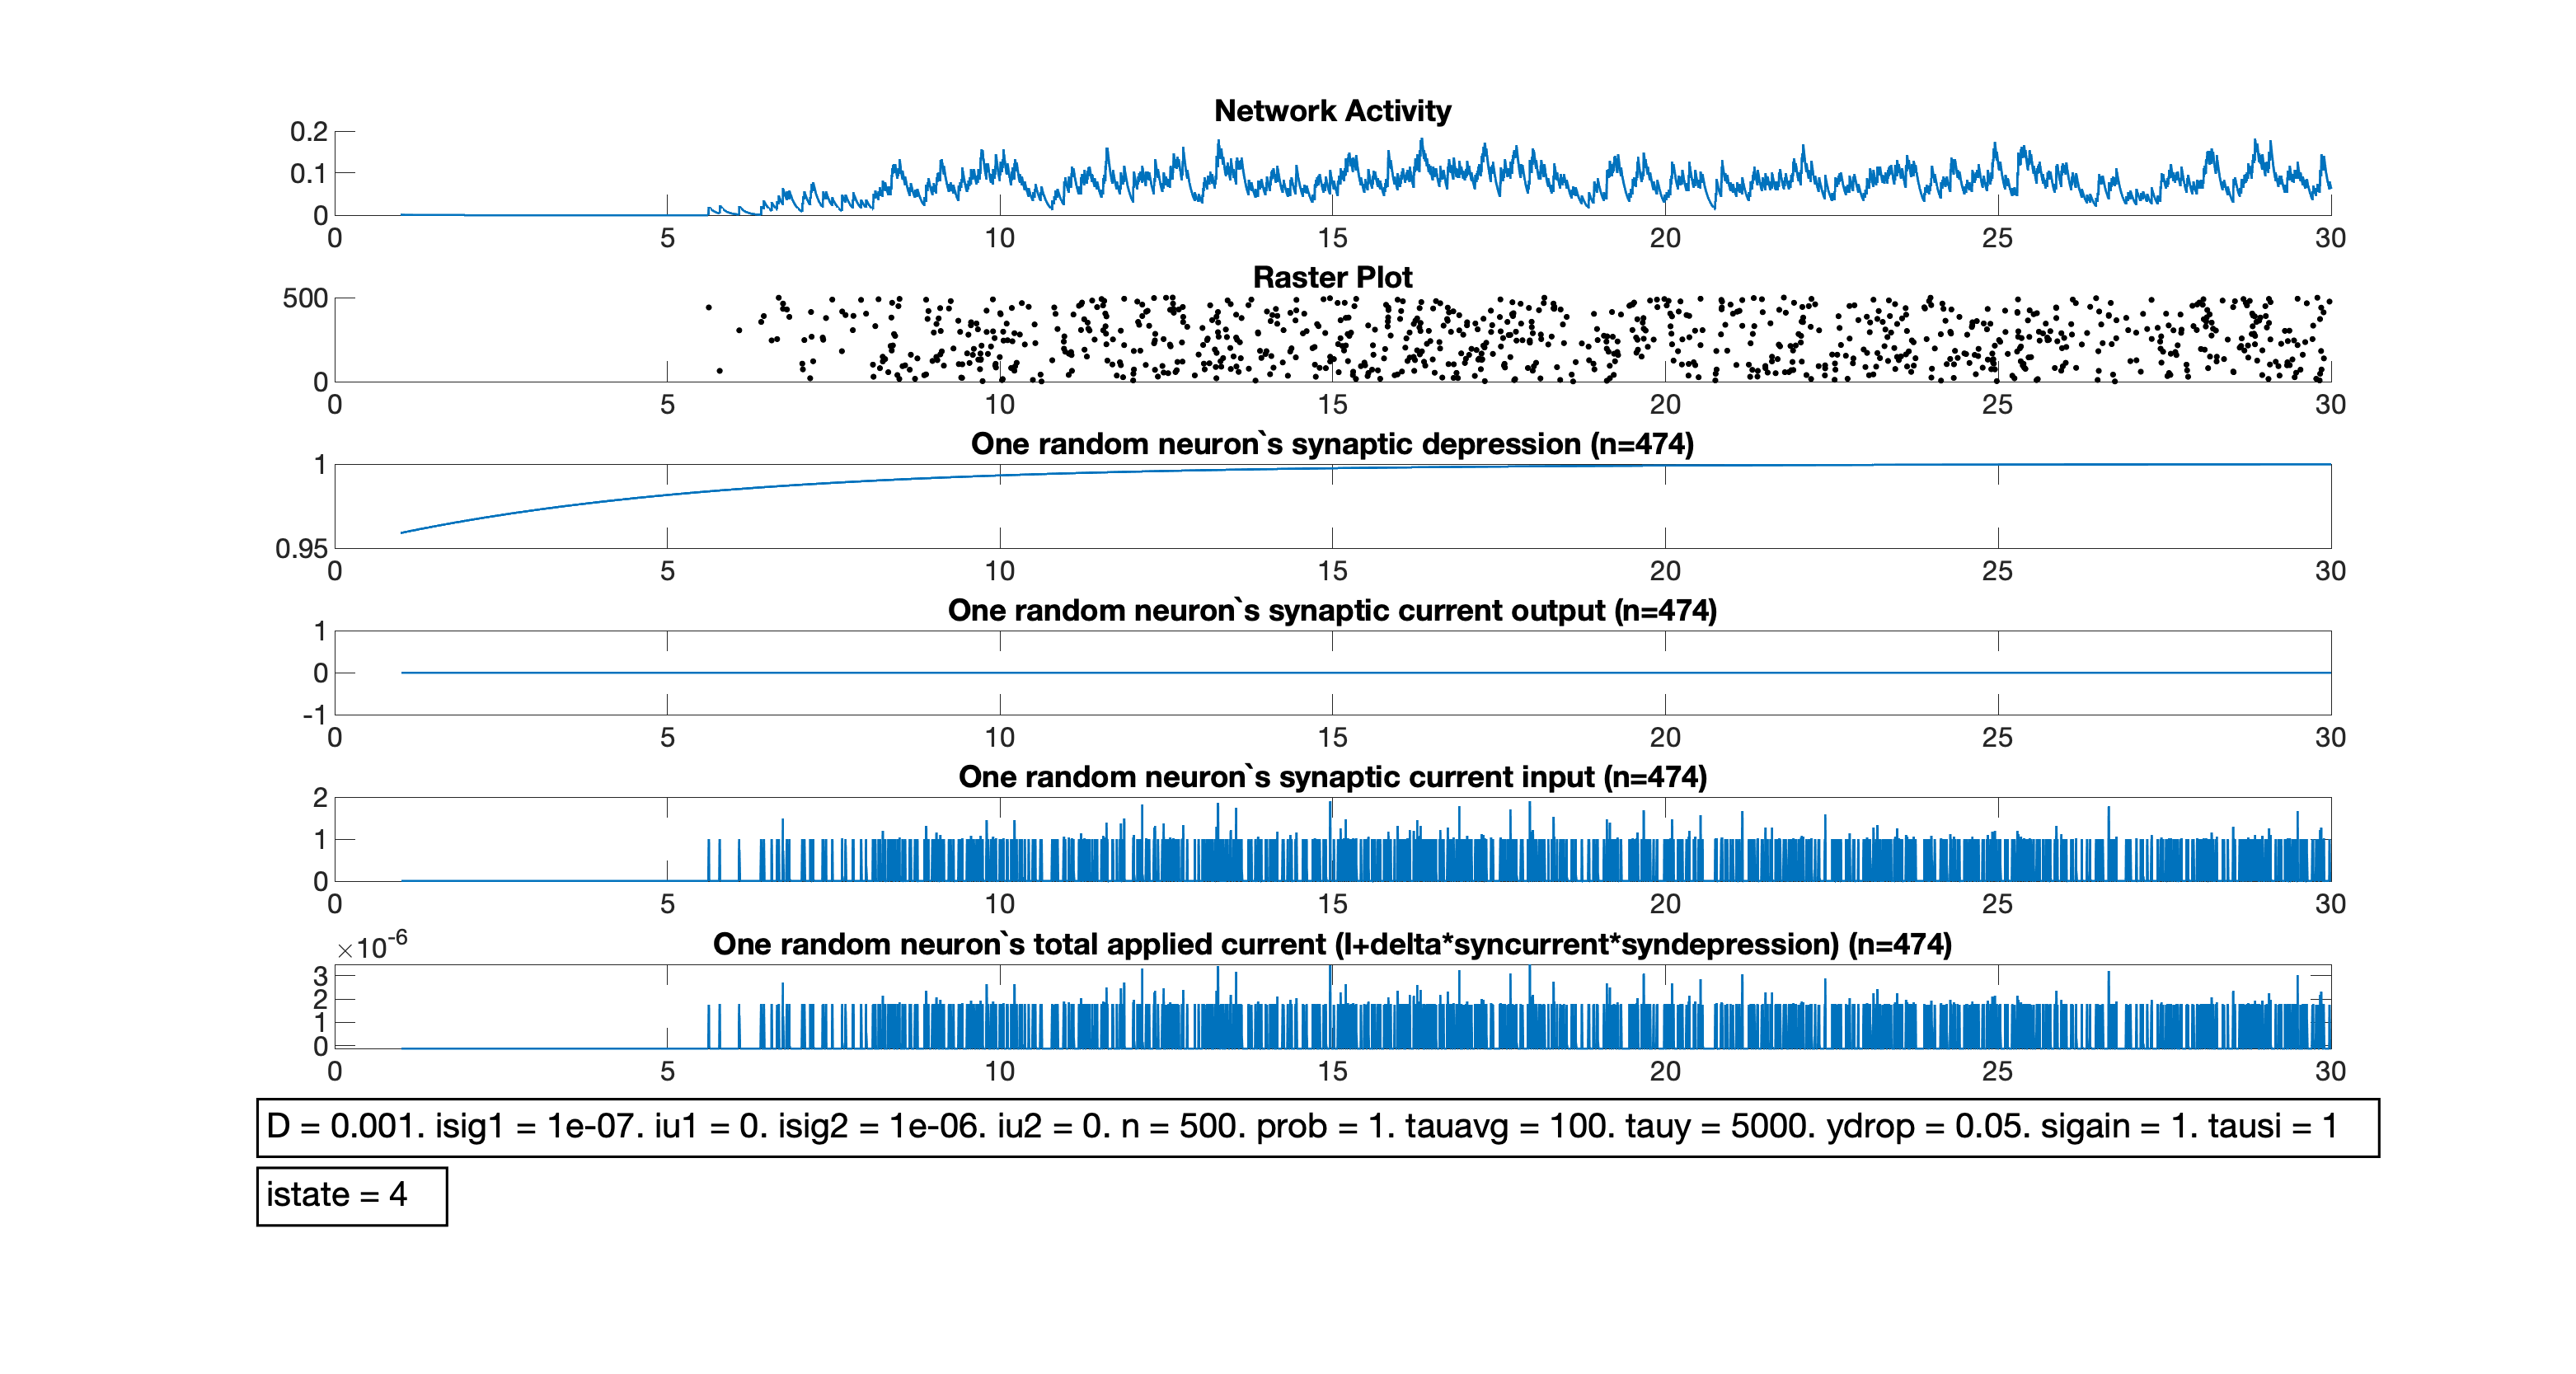 Network Activity
0.2
0.1
0
0 5 10 15 20 25 30
Raster Plot
500
0
0 5 10 15 20 25 30
One random neuron`s synaptic depression (n=474)
1
0.95
0 5 10 15 20 25 30
One random neuron`s synaptic current output (n=474)
1
0
-1
0 5 10 15 20 25 30
One random neuron`s synaptic current input (n=474)
2
1
0
0 5 10 15 20 25 30
×10-6
One random neuron`s total applied current (I+delta*syncurrent*syndepression) (n=474)
3
2
1
0
0 5 10 15 20 25 30
D = 0.001. isig1 = 1e-07. iu1 = 0. isig2 = 1e-06. iu2 = 0. n = 500. prob = 1. tauavg = 100. tauy = 5000. ydrop = 0.05. sigain = 1. tausi = 1
istate = 4